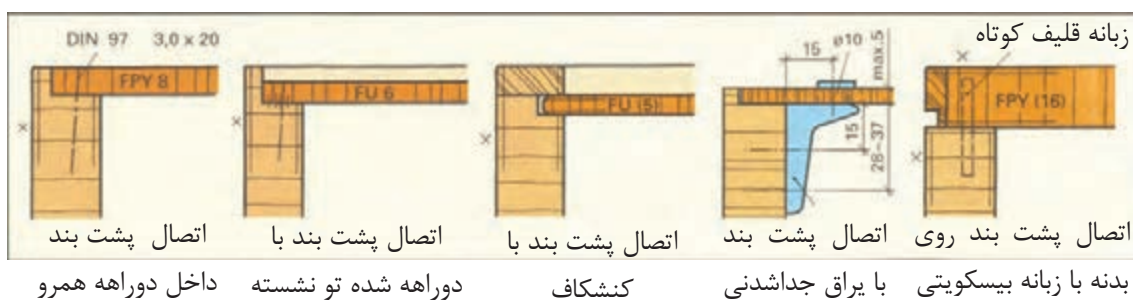 زبانه قلیف کوتاه
DIN 97 3,0 x 20
FPY 8
FU 6
FU (5)
15 ø10 max.5
15
28–37
FPY (16)
اتصال پشت بند روی
بدنه با زبانه بیسکویتی
اتصال پشت بند
با یراق جداشدنی
اتصال پشت بند با
کنشکاف
اتصال پشت بند با
دوراهه شده تو نشسته
اتصال پشت بند
داخل دوراهه همرو